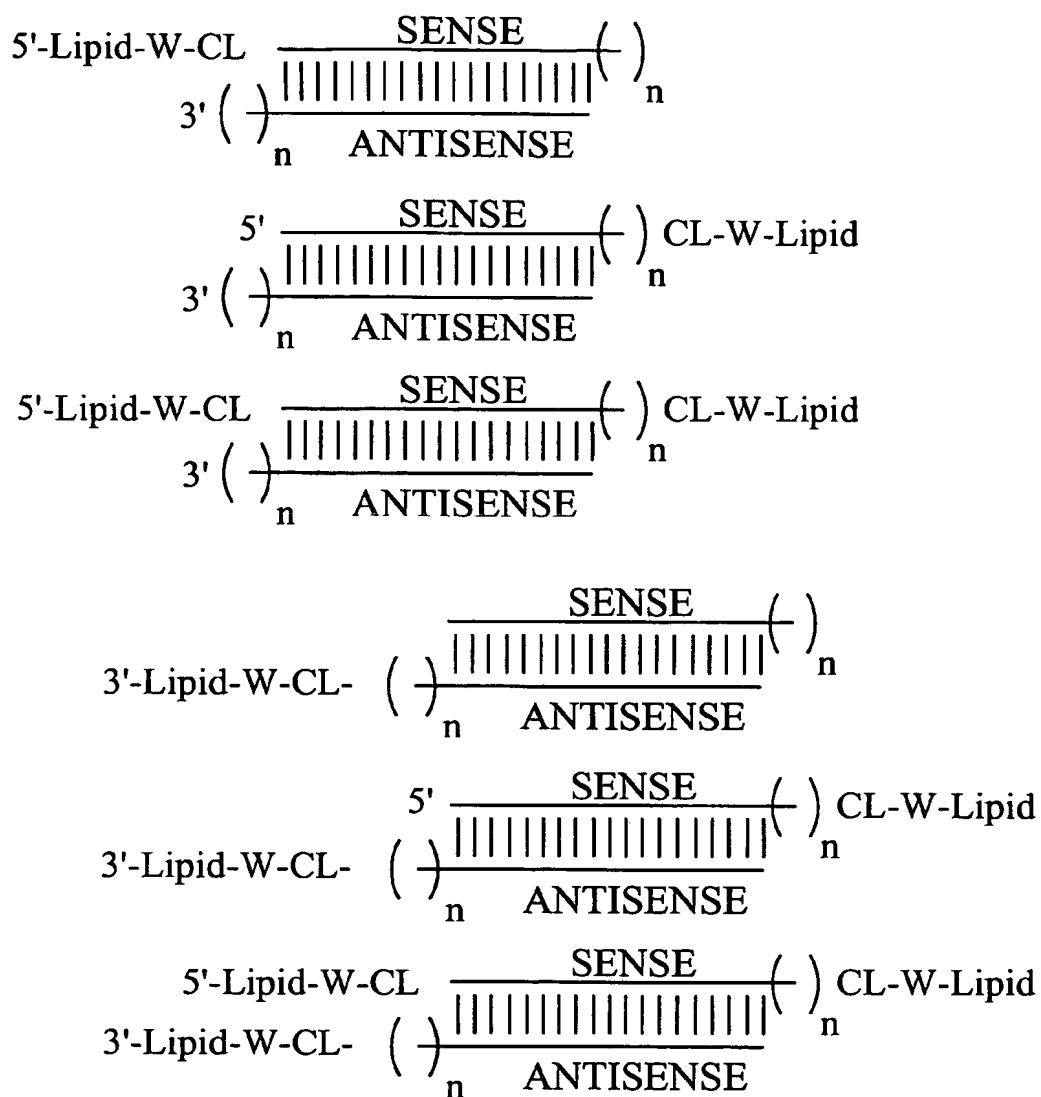 5'-Lipid-W-CL SENSE ( )n
3' ( )n ANTISENSE
5' SENSE ( )n CL-W-Lipid
3' ( )n ANTISENSE
5'-Lipid-W-CL SENSE ( )n CL-W-Lipid
3' ( )n ANTISENSE
SENSE ( )n
3'-Lipid-W-CL- ( )n ANTISENSE
5' SENSE ( )n CL-W-Lipid
3'-Lipid-W-CL- ( )n ANTISENSE
5'-Lipid-W-CL SENSE ( )n CL-W-Lipid
3'-Lipid-W-CL- ( )n ANTISENSE